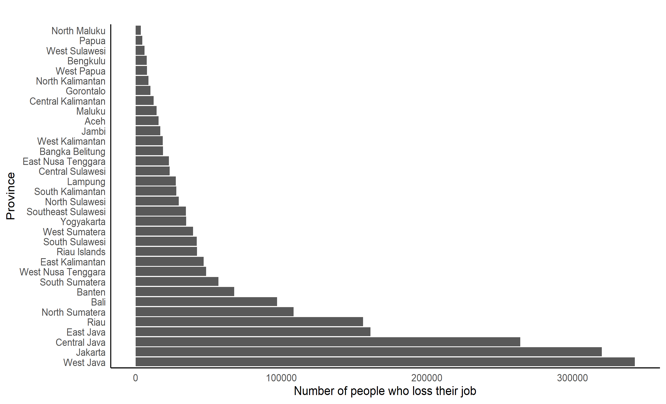 North Maluku
Papua
West Sulawesi
Bengkulu
West Papua
North Kalimantan
Gorontalo
Central Kalimantan
Maluku
Aceh
Jambi
West Kalimantan
Bangka Belitung
East Nusa Tenggara
Central Sulawesi
Lampung
South Kalimantan
North Sulawesi
Southeast Sulawesi
Yogyakarta
West Sumatera
South Sulawesi
Riau Islands
East Kalimantan
West Nusa Tenggara
South Sumatera
Banten
Bali
North Sumatera
Riau
East Java
Central Java
Jakarta
West Java
Province
0 100000 200000 300000
Number of people who loss their job